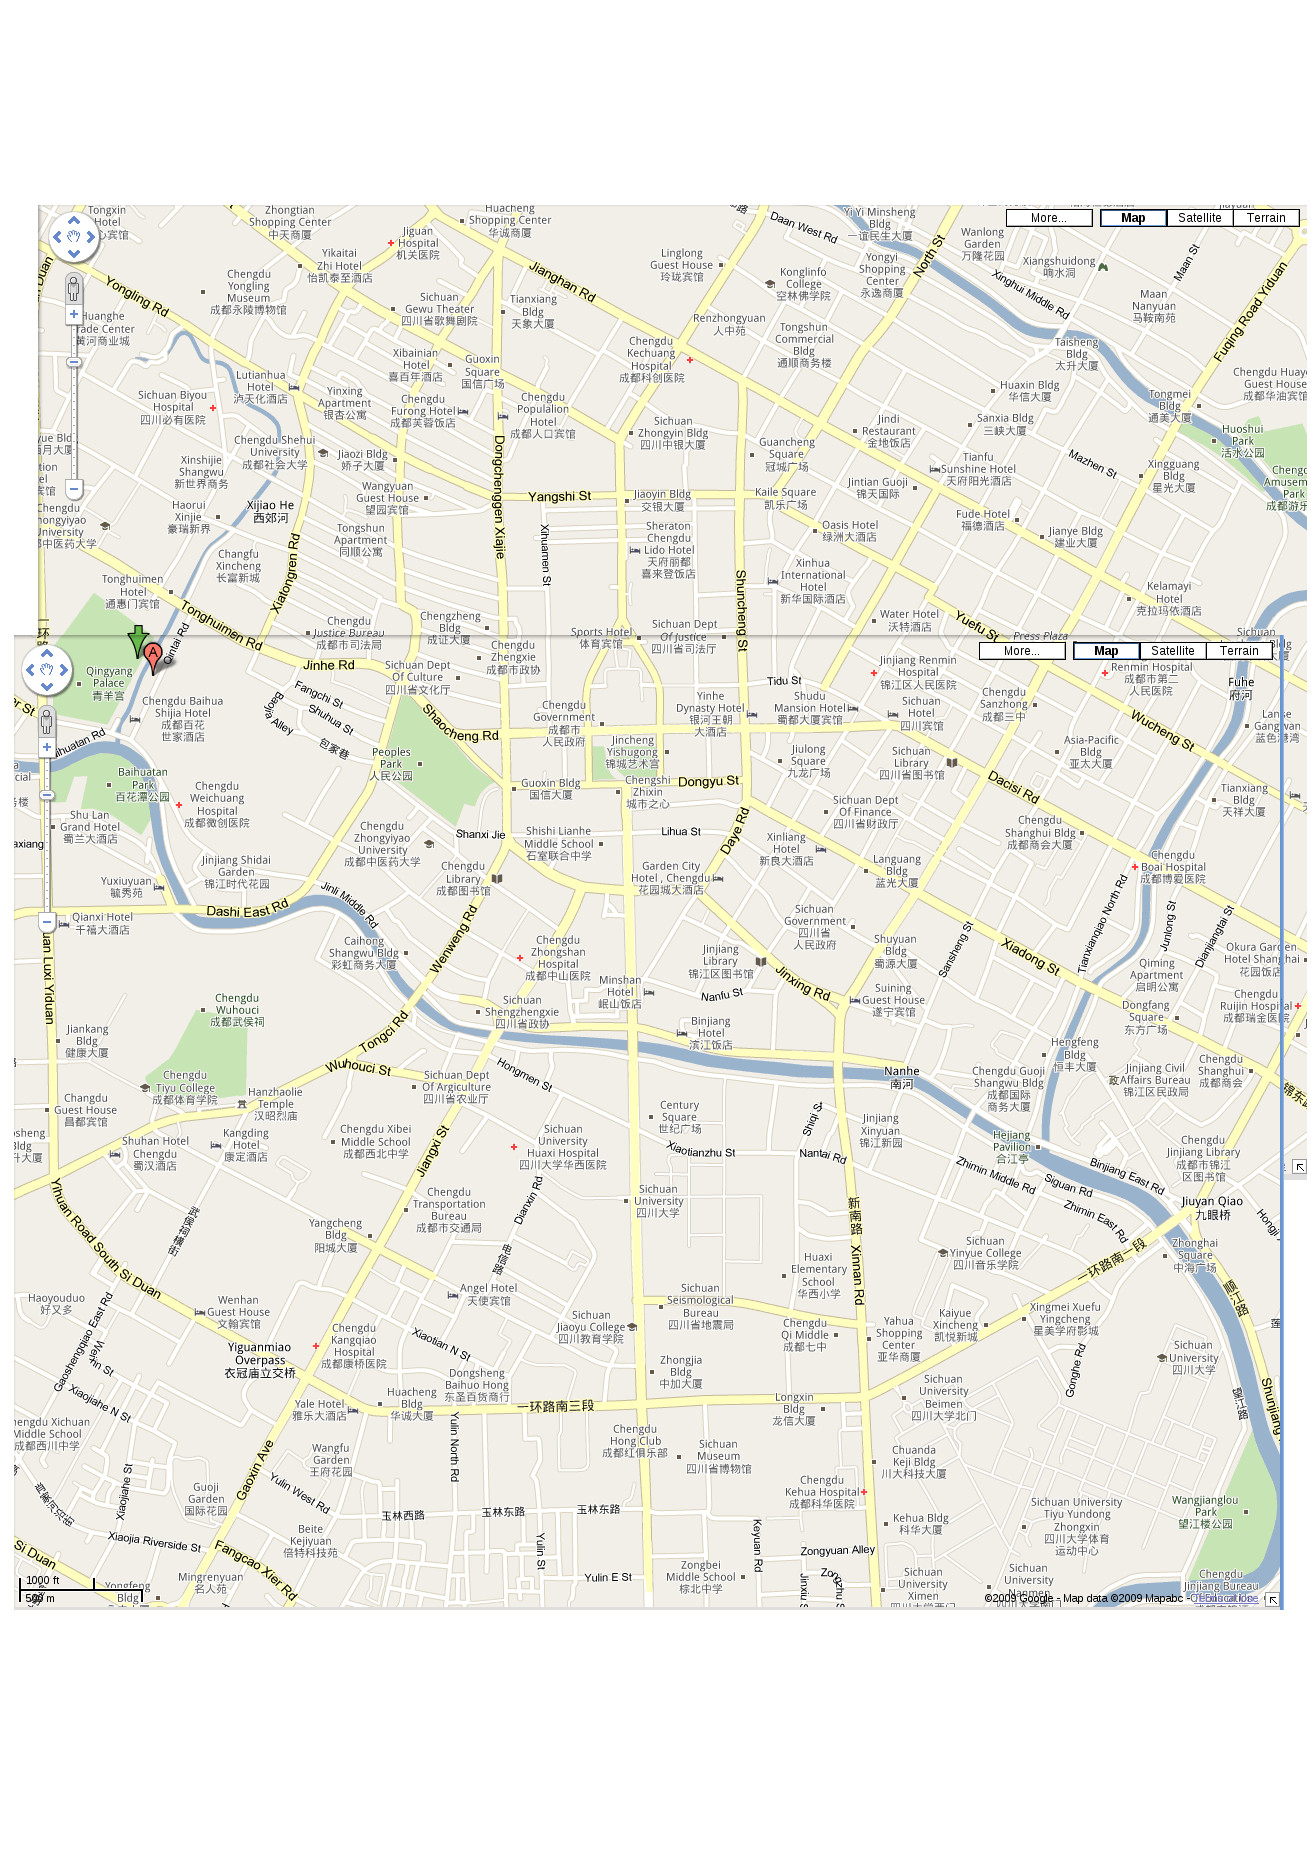 Tongxin
Hotel
心宾馆
Zhongtian
Shopping Center
中天商厦
Huacheng
Shopping Center
华诚商厦
Jiguan
Hospital
机关医院
Yikaitai
Zhi Hotel
怡凯泰至酒店
Linglong
Guest House
玲珑宾馆
Daan West Rd
Yi Yi Minsheng
Bldg
一谊民生大厦
North St
Wanlong
Garden
万隆花园
More...
Map
Satellite
Terrain
Yongling Rd
Chengdu
Yongling
Museum
成都永陵博物馆
Jianghan Rd
Konglinfo
College
空林佛学院
Yongyi
Shopping
Center
永逸商厦
Xiangshuidong
响水洞
Xinghui Middle Rd
Maan St
Maan
Nanyuan
马鞍南苑
Fuqing Road Yiduan
Huanghe
rade Center
黄河商业城
Sichuan
Gewu Theater
四川省歌舞剧院
Tianxiang
Bldg
天象大厦
Renzhongyuan
人中苑
Tongshun
Commercial
Bldg
通顺商务楼
Chengdu
Kechuang
Hospital
成都科创医院
Taisheng
Bldg
太升大厦
Xibainian
Hotel
喜百年酒店
Guoxin
Square
国信广场
Lutianhua
Hotel
泸天化酒店
Sichuan Biyou
Hospital
四川必有医院
Yinxing
Apartment
银杏公寓
Chengdu
Furong Hotel
成都芙蓉饭店
Chengdu
Populalion
Hotel
成都人口宾馆
Huaxin Bldg
华信大厦
Tongmei
Bldg
通美大厦
Chengdu Huaye
Guest House
成都华油宾馆
Sichuan
Zhongyin Bldg
四川中银大厦
Guancheng
Square
冠城广场
Jindi
Restaurant
金地饭店
Sanxia Bldg
三峡大厦
Huoshui
Park
活水公园
Chengdu Shehui
University
成都社会大学
Jiaozi Bldg
娇子大厦
Dongchenggen Xiajie
Tianfu
Sunshine Hotel
天府阳光酒店
Mazhen St
Xingguang
Bldg
星光大厦
Xinshijie
Shangwu
新世界商务
Wangyuan
Guest House
望园宾馆
Yangshi St
Jiaoyin Bldg
交银大厦
Kaile Square
凯乐广场
Jintian Guoji
锦天国际
Haorui
Xinjie
豪瑞新界
Xijiao He
西郊河
Tongshun
Apartment
同顺公寓
Xihuamen St
Sheraton
Chengdu
Lido Hotel
天府丽都
喜来登饭店
Oasis Hotel
绿洲大酒店
Fude Hotel
福德酒店
Jianye Bldg
建业大厦
Changfu
Xincheng
长富新城
Xiatongren Rd
Shuncheng St
Xinhua
International
Hotel
新华国际酒店
Kelamayi
Hotel
克拉玛依酒店
Tonghuimen
Hotel
通惠门宾馆
Tonghuimen Rd
Qintai Rd
Chengdu
Justice Bureau
成都市司法局
Chengzheng
Bldg
成证大厦
Sports Hotel
体育宾馆
Sichuan Dept
Of Justice
四川省司法厅
Water Hotel
沃特酒店
Yuefu St
Press Plaza
More...
Map
Satellite
Terrain
Jinhe Rd
Chengdu
Zhengxie
成都市政协
Qingyang
Palace
青羊宫
Sichuan Dept
Of Culture
四川省文化厅
Tidu St
Jinjiang Renmin
Hospital
锦江区人民医院
Renmin Hospital
成都市第二
人民医院
Fuhe
府河
Chengdu Baihua
Shijia Hotel
成都百花
世家酒店
Fangchi St
Shuhua St
Baojia
Alley
包家巷
Shaocheng Rd
Chengdu
Government
成都市
人民政府
Yinhe
Dynasty Hotel
银河王朝
大酒店
Shudu
Mansion Hotel
蜀都大厦宾馆
Sichuan
Hotel
四川宾馆
Chengdu
Sanzhong
成都三中
Wucheng St
Lanse
Gangwan
蓝色港湾
Peoples
Park
人民公园
Jincheng
Yishugong
锦城艺术宫
Jiulong
Square
九龙广场
Sichuan
Library
四川省图书馆
Asia-Pacific
Bldg
亚太大厦
Baihuatan
Park
百花潭公园
Chengdu
Weichuang
Hospital
成都微创医院
Guoxin Bldg
国信大厦
Chengshi
Zhixin
城市之心
Dongyu St
Dacisi Rd
Tianxiang
Bldg
天祥大厦
Shu Lan
Grand Hotel
蜀兰大酒店
Chengdu
Zhongyiyao
University
成都中医药大学
Shanxi Jie
Shishi Lianhe
Middle School
石室联合中学
Lihua St
Daye Rd
Xinliang
Hotel
新良大酒店
Sichuan Dept
Of Finance
四川省财政厅
Chengdu
Shanghui Bldg
成都商会大厦
Jinjiang Shidai
Garden
锦江时代花园
Chengdu
Library
成都图书馆
Garden City
Hotel , Chengdu
花园城大酒店
Languang
Bldg
蓝光大厦
Chengdu
Boai Hospital
成都博爱医院
Yuxiuyuan
毓秀苑
Qianxi Hotel
千禧大酒店
Dashi East Rd
Jinli Middle Rd
Wenweng Rd
Caihong
Shangwu Bldg
彩虹商务大厦
Chengdu
Zhongshan
Hospital
成都中山医院
Sichuan
Government
四川省
人民政府
Shuyuan
Bldg
蜀源大厦
Sansheng St
Xiadong St
Tianxianqiao North Rd
Junlong St
Dianjiangtai St
Okura Garden
Hotel Shanghai
花园饭店
Jinjiang
Library
锦江区图书馆
Jinxing Rd
Minshan
Hotel
岷山饭店
Nanfu St
Suining
Guest House
遂宁宾馆
Qiming
Apartment
启明公寓
Chengdu
Ruijin Hospital
成都瑞金医院
Chengdu
Wuhouci
成都武侯祠
Sichuan
Shengzhengxie
四川省政协
Binjiang
Hotel
滨江饭店
Dongfang
Square
东方广场
Jiankang
Bldg
健康大厦
Tongci Rd
Wuhouci St
Hongmen St
Nanhe
南河
Hengfeng
Bldg
恒丰大厦
Chengdu
Tiyu College
成都体育学院
Hanzhaolie
Temple
汉昭烈庙
Sichuan Dept
Of Argiculture
四川省农业厅
Chengdu Guoji
Shangwu Bldg
成都国际
商务大厦
Jinjiang Civil
Affairs Bureau
锦江区民政局
Chengdu
Shanghui
成都商会
Changdu
Guest House
昌都宾馆
Century
Square
世纪广场
Shiqi St
Jinjiang
Xinyuan
锦江新园
Hejiang
Pavilion
合江亭
Shuhan Hotel
Chengdu
蜀汉酒店
Kangding
Hotel
康定酒店
Chengdu Xibei
Middle School
成都西北中学
Jiangxi St
Sichuan
University
Huaxi Hospital
四川大学华西医院
Xiaotianzhu St
Nantai Rd
Zhimin Middle Rd
Siguan Rd
Binjiang East Rd
Chengdu
Jinjiang Library
成都市锦江
区图书馆
Yihuan Road South Si Duan
武侯祠横街
Chengdu
Transportation
Bureau
成都市交通局
Dianxin Rd
电信路
Sichuan
University
四川大学
新南路
Xinnan Rd
Zhimin East Rd
Jiuyan Qiao
九眼桥
Yangcheng
Bldg
阳城大厦
Sichuan
Yinyue College
四川音乐学院
一环路南一段
Zhonghai
Square
中海广场
Huaxi
Elementary
School
华西小学
Haoyouduo
好又多
Gaoshengqiao East Rd
Wenhan
Guest House
文翰宾馆
Angel Hotel
天使宾馆
Sichuan
Seismological
Bureau
四川省地震局
顺江路
Sichuan
Jiaoyu College
四川教育学院
Chengdu
Qi Middle
成都七中
Yahua
Shopping
Center
亚华商厦
Kaiyue
Xincheng
凯悦新城
Xingmei Xuefu
Yingcheng
星美学府影城
Yiguanmiao
Overpass
衣冠庙立交桥
Chengdu
Kangqiao
Hospital
成都康桥医院
Xiaotian N St
Zhongjia
Bldg
中加大厦
Gonghe Rd
Sichuan
University
四川大学
Xiaojiahe N St
Dongsheng
Baihuo Hong
东圣百货商行
Huacheng
Bldg
华诚大厦
Yale Hotel
雅乐大酒店
一环路南三段
Longxin
Bldg
龙信大厦
Sichuan
University
Beimen
四川大学北门
Shunjiang
Wangfu
Garden
王府花园
Yulin North Rd
Chengdu
Hong Club
成都红俱乐部
Sichuan
Museum
四川省博物馆
Chuanda
Keji Bldg
川大科技大厦
Gaoxin Ave
Xiaojiahe St
Guoji
Garden
国际花园
Yulin West Rd
玉林西路
玉林东路
玉林东路
Chengdu
Kehua Hospital
成都科华医院
Kehua Bldg
科华大厦
Sichuan University
Tiyu Yundong
Zhongxin
四川大学体育
运动中心
Wangjianglou
Park
望江楼公园
Xiaojia Riverside St
Beite
Kejiyuan
倍特科技苑
Yulin St
Keyuan Rd
Zongyuan Alley
Fangcao Xier Rd
Mingrenyuan
名人苑
Yulin E St
Zongbei
Middle School
棕北中学
Sichuan
University
Ximen
Chengdu
Jinjiang Bureau
1000 ft
500 m
©2009 Google - Map data ©2009 Mapabc -